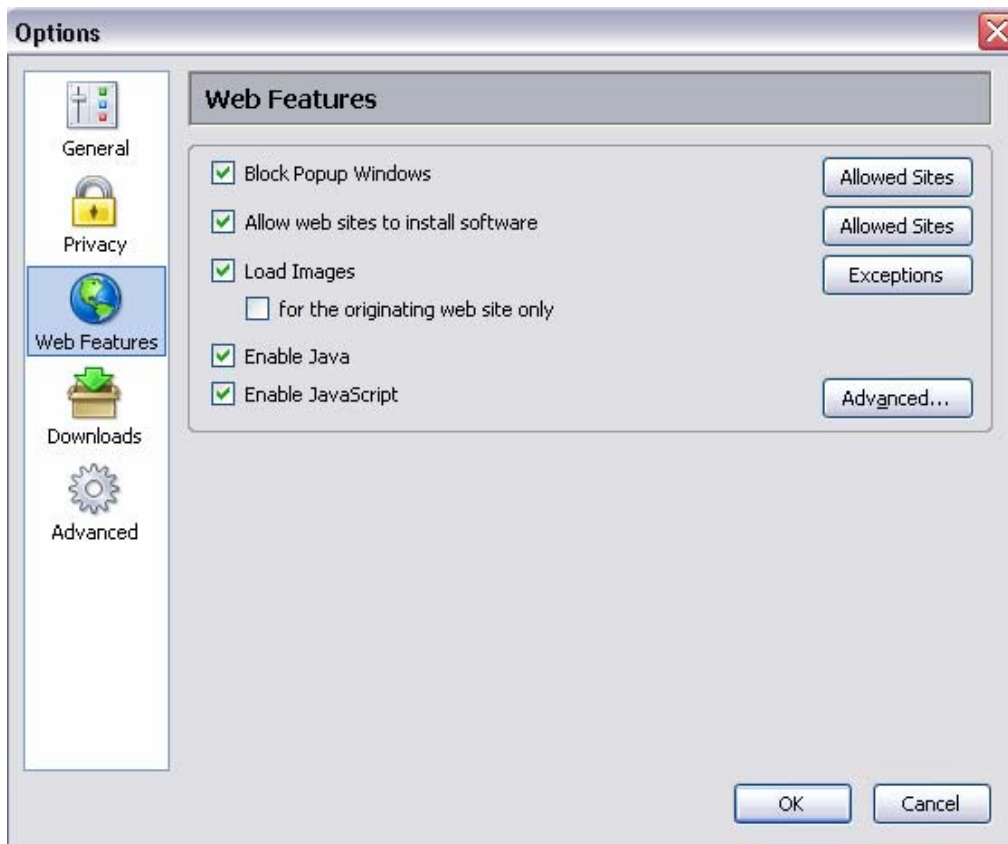 Options
General
Privacy
Web Features
Downloads
Advanced
Web Features
Block Popup Windows
Allowed Sites
Allow web sites to install software
Allowed Sites
Load Images
Exceptions
for the originating web site only
Enable Java
Enable JavaScript
Advanced...
OK
Cancel